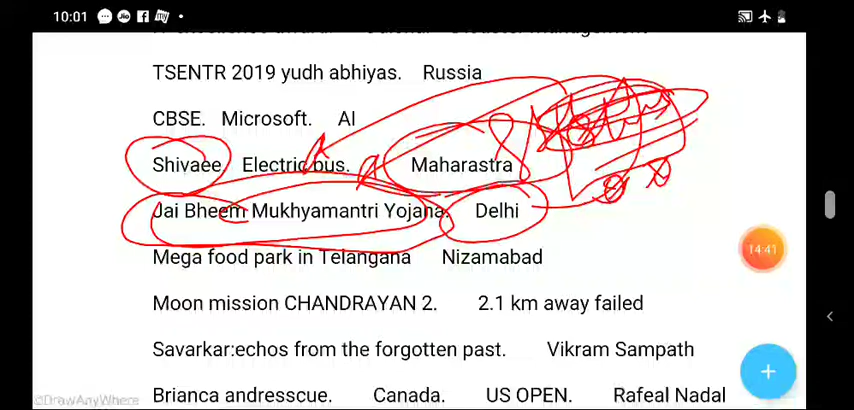 10:01
TSENTR 2019 yudh abhiyas. Russia
CBSE. Microsoft. AI
Shivaee Electric bus. Maharastra
Jai Bheem Mukhyamantri Yojana. Delhi
14:41
Mega food park in Telangana Nizamabad
Moon mission CHANDRAYAN 2. 2.1 km away failed
Savarkar:echos from the forgotten past. Vikram Sampath
Brianca andresscue. Canada. US OPEN. Rafeal Nadal
@DrawAnyWhere